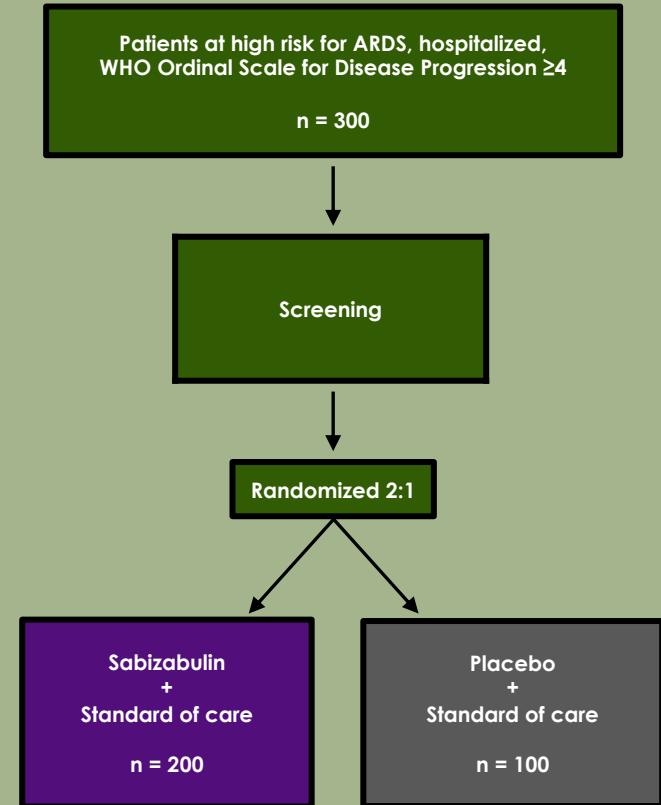 Patients at high risk for ARDS, hospitalized,
WHO Ordinal Scale for Disease Progression ≥4
n = 300
Screening
Randomized 2:1
Sabizabulin
+
Standard of care
n = 200
Placebo
+
Standard of care
n = 100